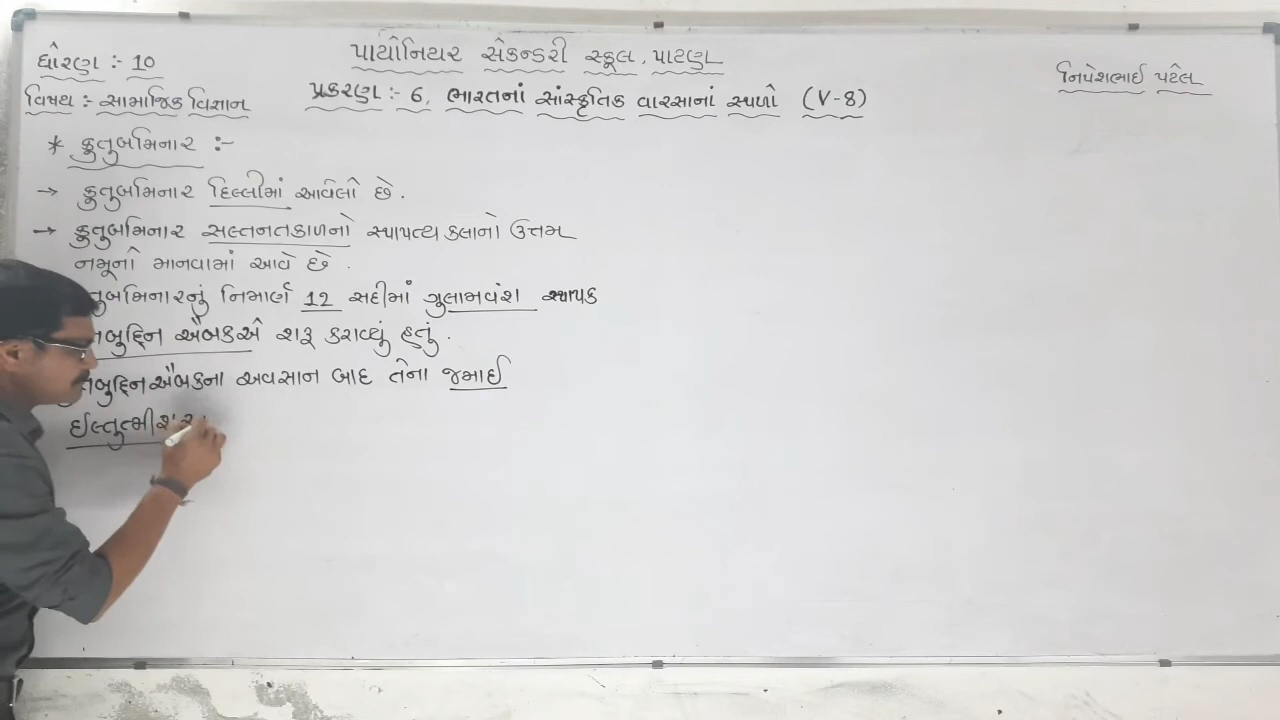 પાયોનિયર સેકન્ડરી સ્કૂલ, પાટણ
ધોરણ :- 10
નિપેશભાઈ પટેલ
વિષય :- સામાજિક વિજ્ઞાન
પ્રકરણ :- 6, ભારતનાં સાંસ્કૃતિક વારસાનાં સ્થળો (V-8)
* કુતુબમિનાર :-
→ કુતુબમિનાર દિલ્લીમાં આવેલો છે.
→ કુતુબમિનાર સલ્તનતકાળનો સ્થાપત્ય કલાનો ઉત્તમ
નમૂનો માનવામાં આવે છે.
તુબમિનારનું નિર્માણ 12 સદીમાં ગુલામવંશ સ્થાપક
તબુદ્દિન ઐબકએ શરૂ કરાવ્યું હતું.
તબુદ્દિન ઐબકના અવસાન બાદ તેના જમાઈ
ઈલ્તુત્મીશ